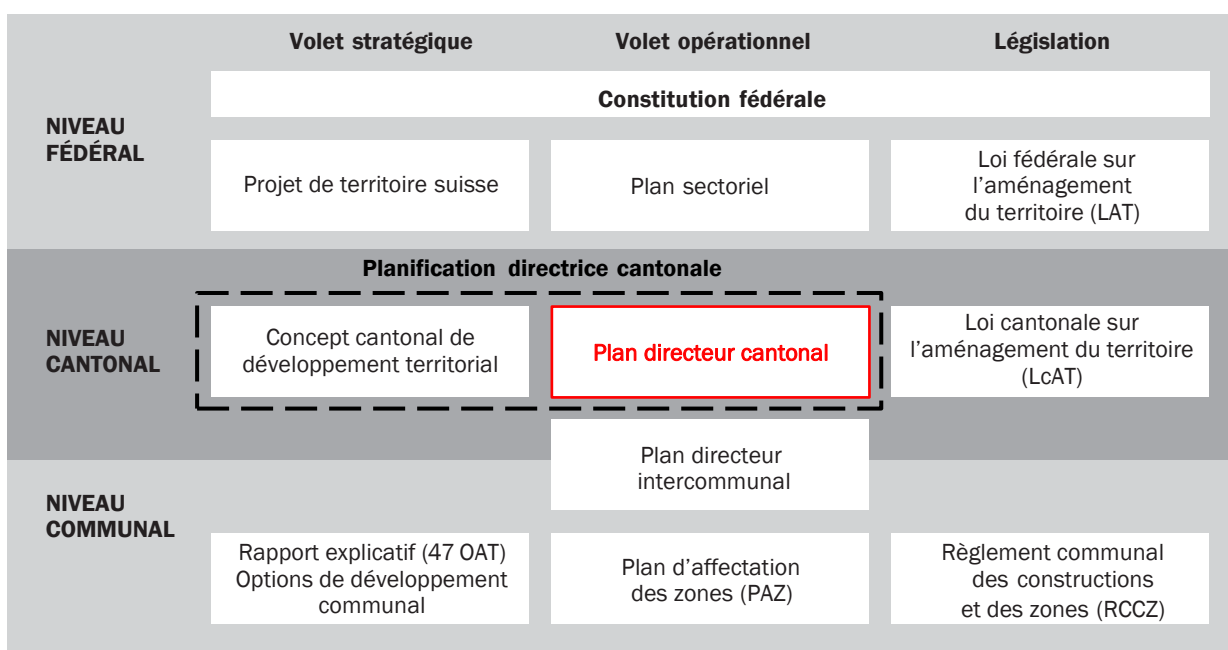 Volet stratégique
Volet opérationnel
Législation
Constitution fédérale
NIVEAU
FÉDÉRAL
Projet de territoire suisse
Plan sectoriel
Loi fédérale sur
l'aménagement
du territoire (LAT)
Planification directrice cantonale
NIVEAU
CANTONAL
Concept cantonal de
développement territorial
Plan directeur cantonal
Loi cantonale sur
l'aménagement du territoire
(LcAT)
Plan directeur
intercommunal
NIVEAU
COMMUNAL
Rapport explicatif (47 OAT)
Options de développement
communal
Plan d'affectation
des zones (PAZ)
Règlement communal
des constructions
et des zones (RCCZ)